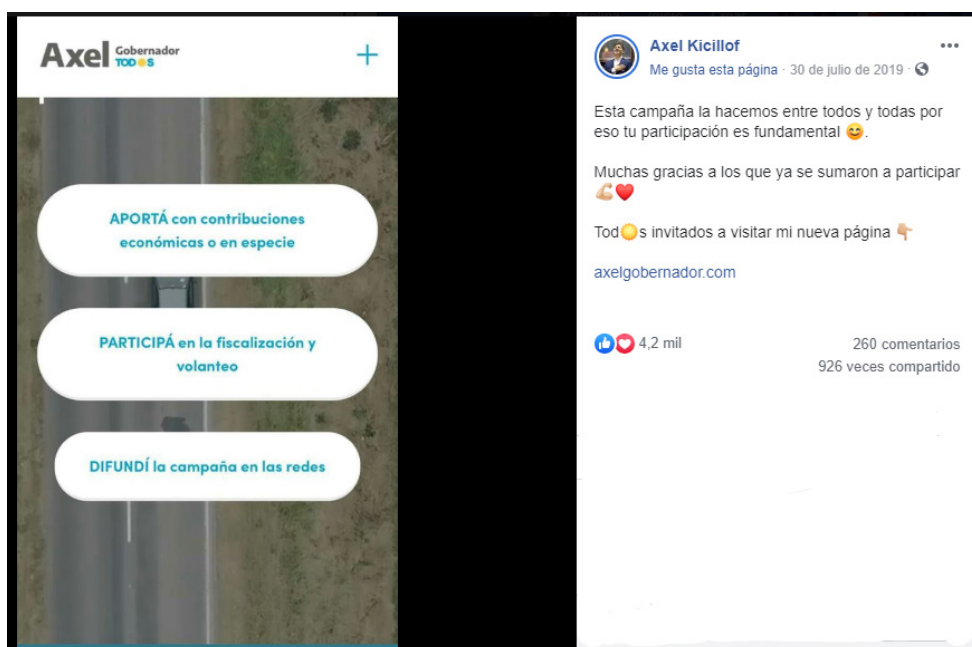 Axel Gobernador
TODOS
+
APORTÁ con contribuciones
económicas o en especie
PARTICIPÁ en la fiscalización y
volanteo
DIFUNDÍ la campaña en las redes
Axel Kicillof
...
Me gusta esta página · 30 de julio de 2019 ·
Esta campaña la hacemos entre todos y todas por
eso tu participación es fundamental 😊.
Muchas gracias a los que ya se sumaron a participar
💪🏼❤️
Tod🌕s invitados a visitar mi nueva página 👇🏼
axelgobernador.com
4,2 mil
260 comentarios
926 veces compartido